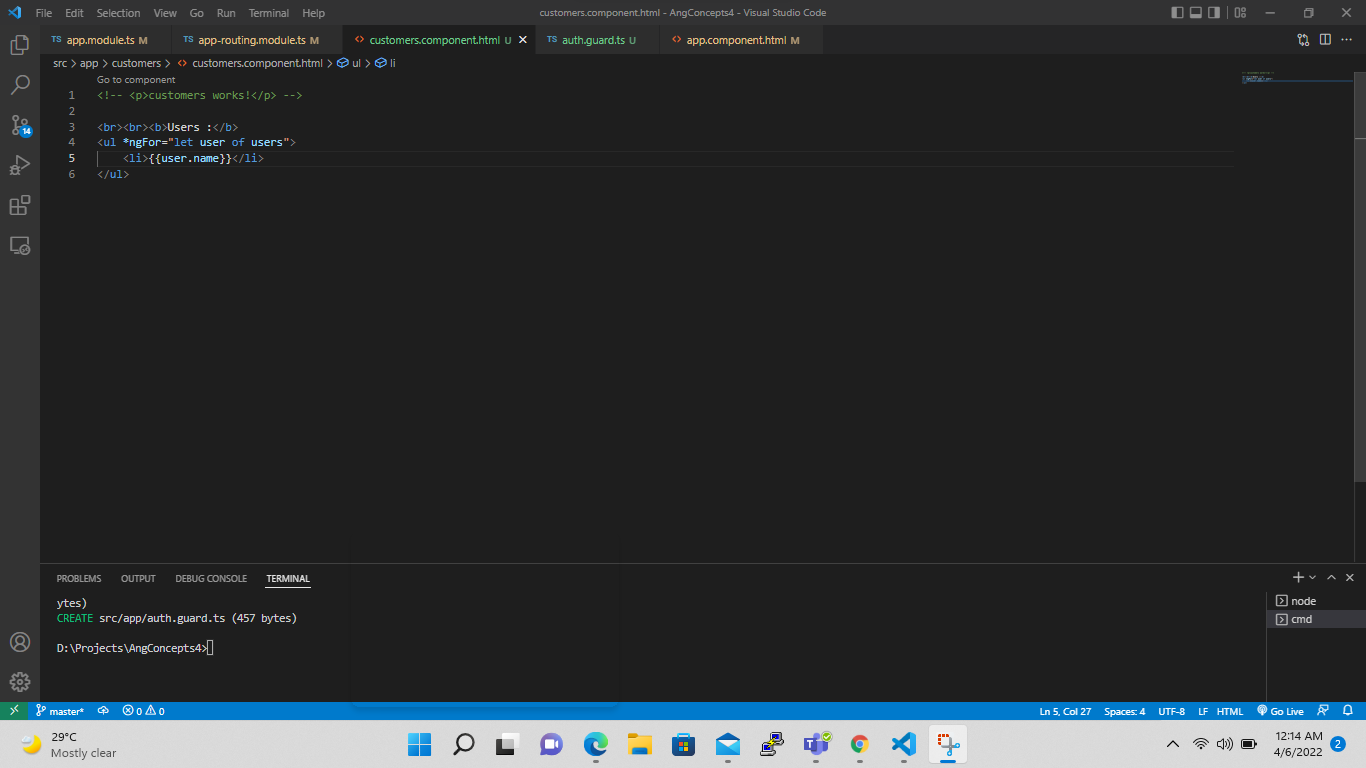 File Edit Selection View Go Run Terminal Help customers.component.html - AngConcepts4 - Visual Studio Code
TS app.module.ts M TS app-routing.module.ts M <> customers.component.html U TS auth.guard.ts U <> app.component.html M
src > app > customers > <> customers.component.html > ul > li
Go to component
1 <!-- <p>customers works!</p> -->
2
3 <br><br><b>Users :</b>
4 <ul *ngFor="let user of users">
5 <li>{{user.name}}</li>
6 </ul>
14
PROBLEMS OUTPUT DEBUG CONSOLE TERMINAL
ytes)
CREATE src/app/auth.guard.ts (457 bytes)
D:\Projects\AngConcepts4>
node
cmd
master* 0 0 Ln 5, Col 27 Spaces: 4 UTF-8 LF HTML Go Live
29°C
Mostly clear
12:14 AM
4/6/2022 2